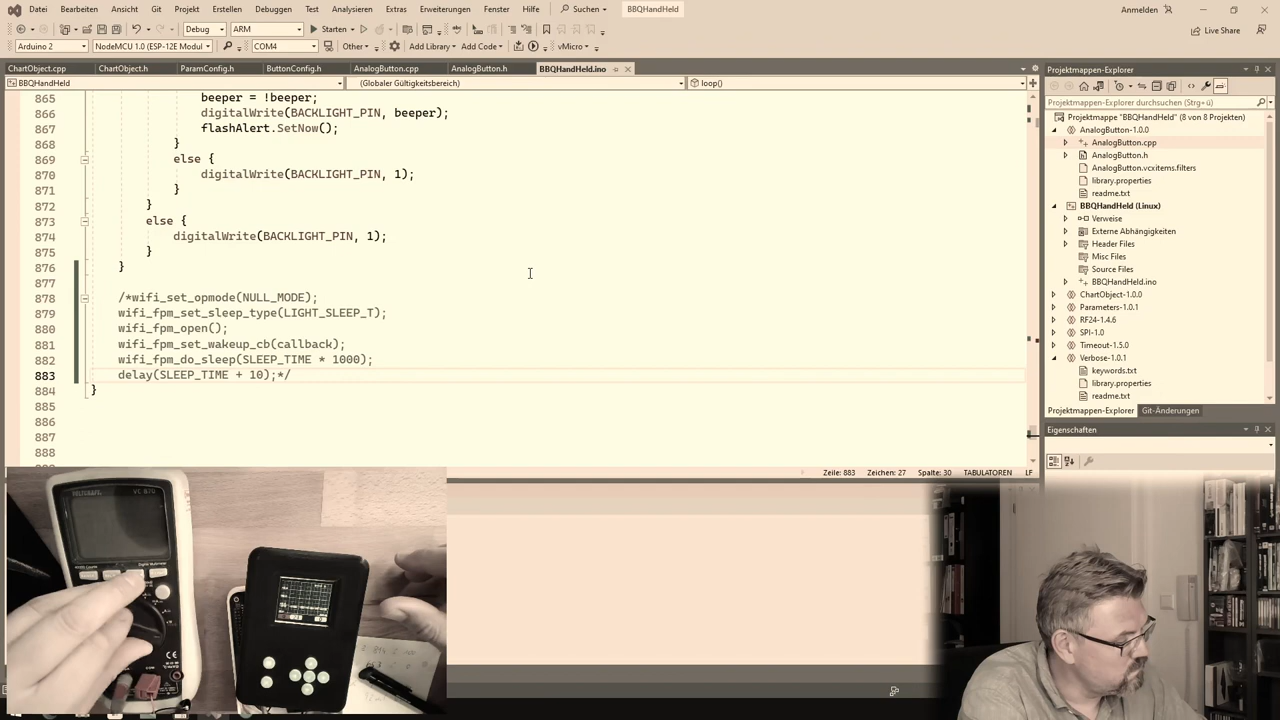 Datei Bearbeiten Ansicht Git Projekt Erstellen Debuggen Test Analysieren Extras Erweiterungen Fenster Hilfe Suchen BBQHandHeld Anmelden
Debug ARM Starten Live Share
Arduino 2 NodeMCU 1.0 (ESP-12E Modul COM4 Other Add Library Add Code vMicro
ChartObject.cpp ChartObject.h ParamConfig.h ButtonConfig.h AnalogButton.cpp AnalogButton.h BBQHandHeld.ino
BBQHandHeld (Globaler Gültigkeitsbereich) loop()
865 beeper = !beeper;
866 digitalWrite(BACKLIGHT_PIN, beeper);
867 flashAlert.SetNow();
868 }
869 else {
870 digitalWrite(BACKLIGHT_PIN, 1);
871 }
872 }
873 else {
874 digitalWrite(BACKLIGHT_PIN, 1);
875 }
876 }
877
878 /*wifi_set_opmode(NULL_MODE);
879 wifi_fpm_set_sleep_type(LIGHT_SLEEP_T);
880 wifi_fpm_open();
881 wifi_fpm_set_wakeup_cb(callback);
882 wifi_fpm_do_sleep(SLEEP_TIME * 1000);
883 delay(SLEEP_TIME + 10);*/
884 }
885
886
887
888
Zeile: 883 Zeichen: 27 Spalte: 30 TABULATOREN LF
Projektmappen-Explorer
Projektmappen-Explorer durchsuchen (Strg+ü)
Projektmappe "BBQHandHeld" (8 von 8 Projekten)
AnalogButton-1.0.0
AnalogButton.cpp
AnalogButton.h
AnalogButton.vcxitems.filters
library.properties
readme.txt
BBQHandHeld (Linux)
Verweise
Externe Abhängigkeiten
Header Files
Misc Files
Source Files
BBQHandHeld.ino
ChartObject-1.0.0
Parameters-1.0.1
RF24-1.4.6
SPI-1.0
Timeout-1.5.0
Verbose-1.0.1
keywords.txt
library.properties
readme.txt
Projektmappen-Explorer Git-Änderungen
Eigenschaften
VOLTCRAFT VC 870